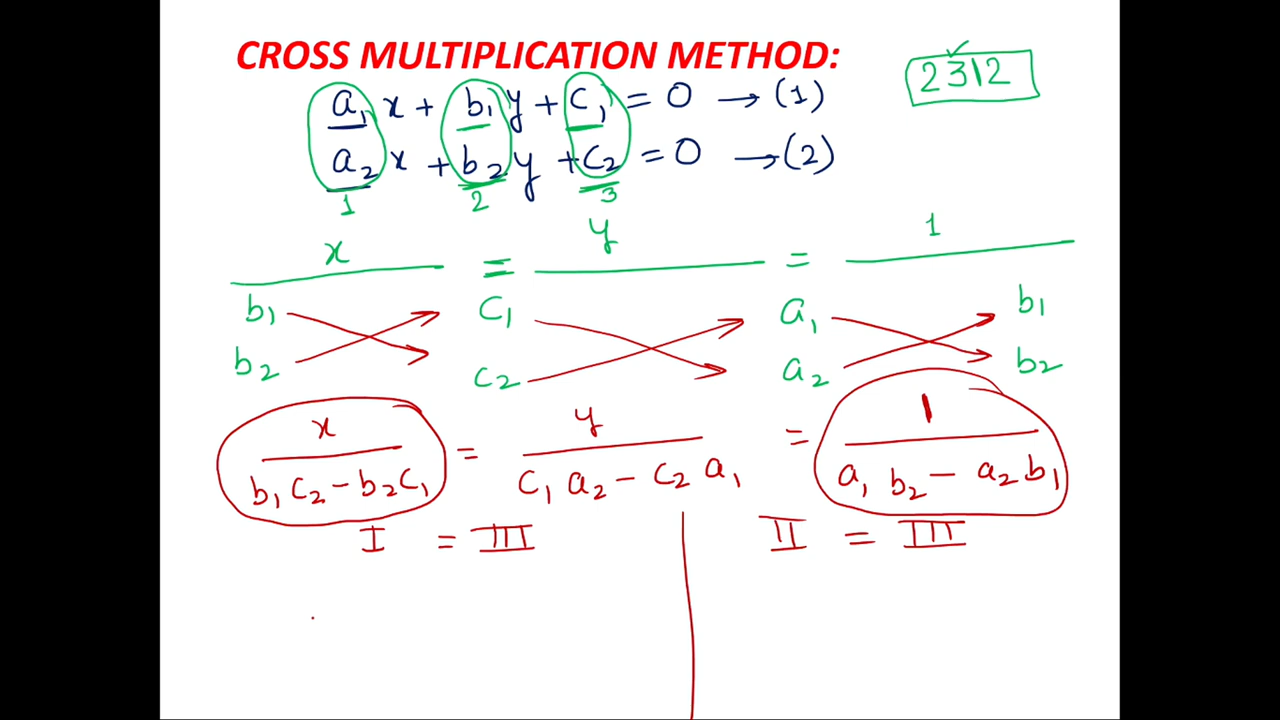 CROSS MULTIPLICATION METHOD:
2312
a₁x + b₁y + c₁ = 0 → (1)
a₂x + b₂y + c₂ = 0 → (2)
1 2 3
x = y = 1
b₁ c₁ a₁ b₁
b₂ c₂ a₂ b₂
x = y = 1
b₁c₂ - b₂c₁ c₁a₂ - c₂a₁ a₁b₂ - a₂b₁
I = III II = III